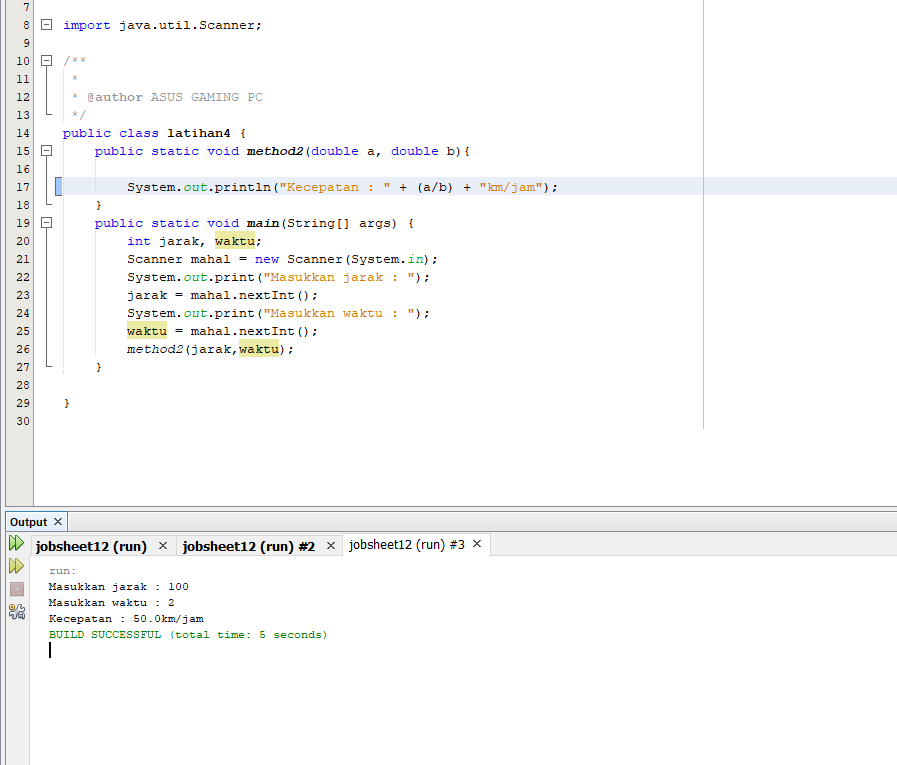 7
8 import java.util.Scanner;
9
10 /**
11  *
12  * @author ASUS GAMING PC
13  */
14 public class latihan4 {
15     public static void method2(double a, double b){
16
17         System.out.println("Kecepatan : " + (a/b) + "km/jam");
18     }
19     public static void main(String[] args) {
20         int jarak, waktu;
21         Scanner mahal = new Scanner(System.in);
22         System.out.print("Masukkan jarak : ");
23         jarak = mahal.nextInt();
24         System.out.print("Masukkan waktu : ");
25         waktu = mahal.nextInt();
26         method2(jarak,waktu);
27     }
28
29 }
30
Output ×
jobsheet12 (run) × jobsheet12 (run) #2 × jobsheet12 (run) #3 ×
run:
Masukkan jarak : 100
Masukkan waktu : 2
Kecepatan : 50.0km/jam
BUILD SUCCESSFUL (total time: 5 seconds)